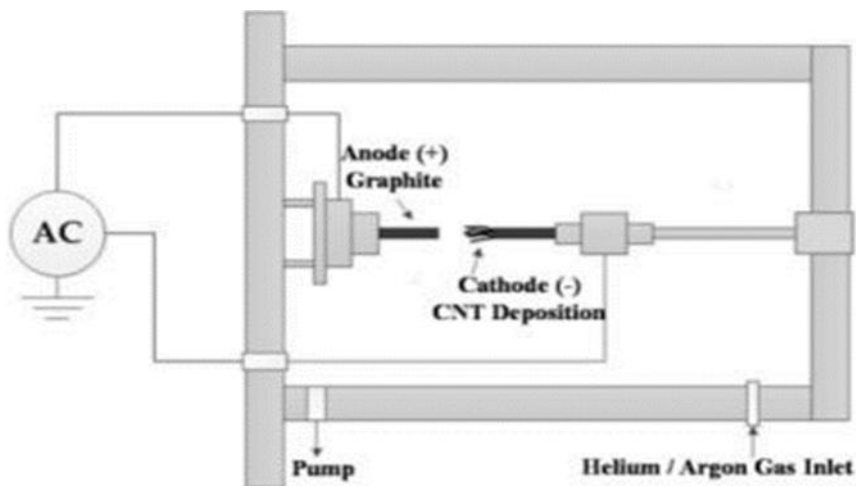 Anode (+)
Graphite
AC
Cathode (-)
CNT Deposition
Pump
Helium / Argon Gas Inlet